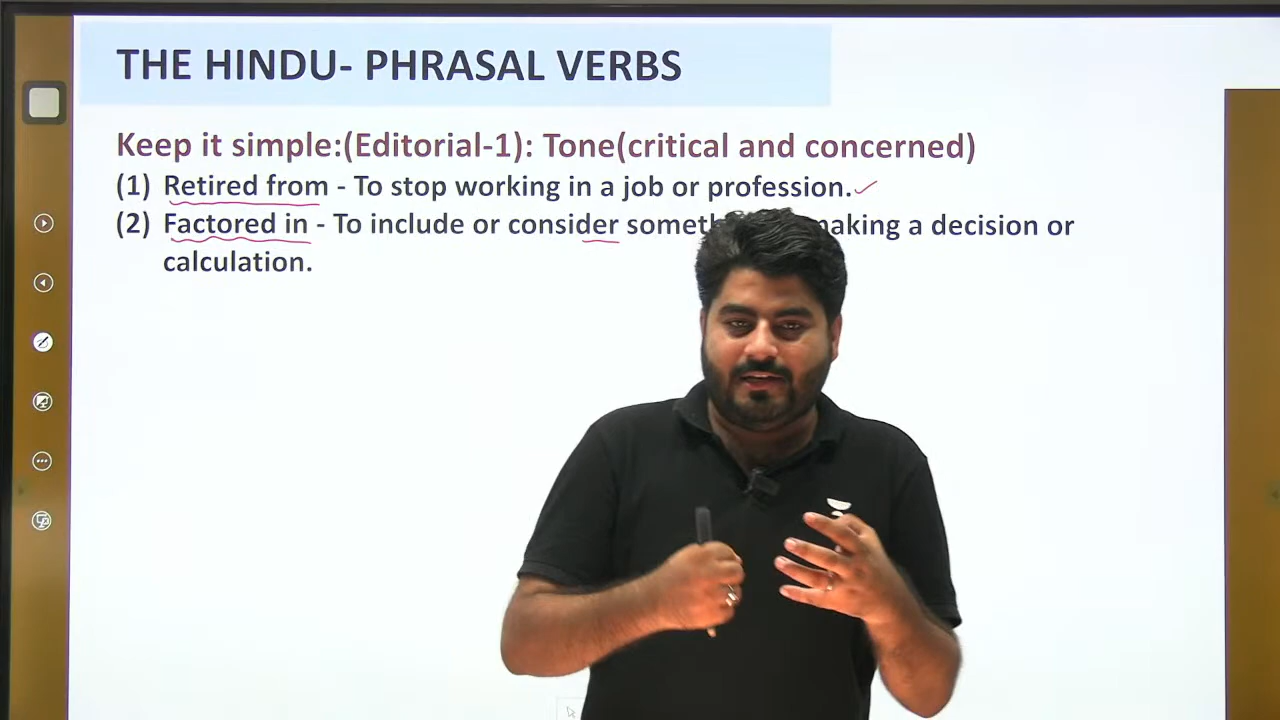 THE HINDU- PHRASAL VERBS
Keep it simple:(Editorial-1): Tone(critical and concerned)
(1) Retired from - To stop working in a job or profession.
(2) Factored in - To include or consider making a decision or
calculation.